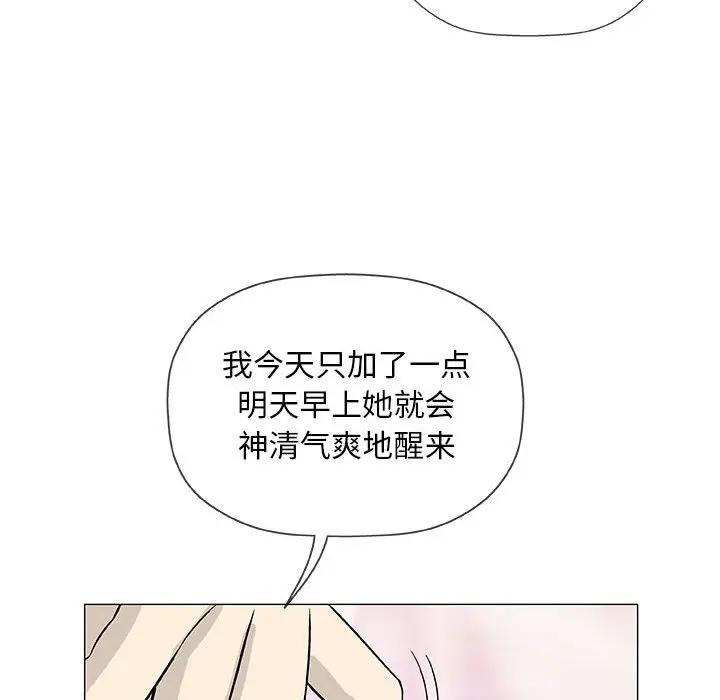 我今天只加了一点
明天早上她就会
神清气爽地醒来